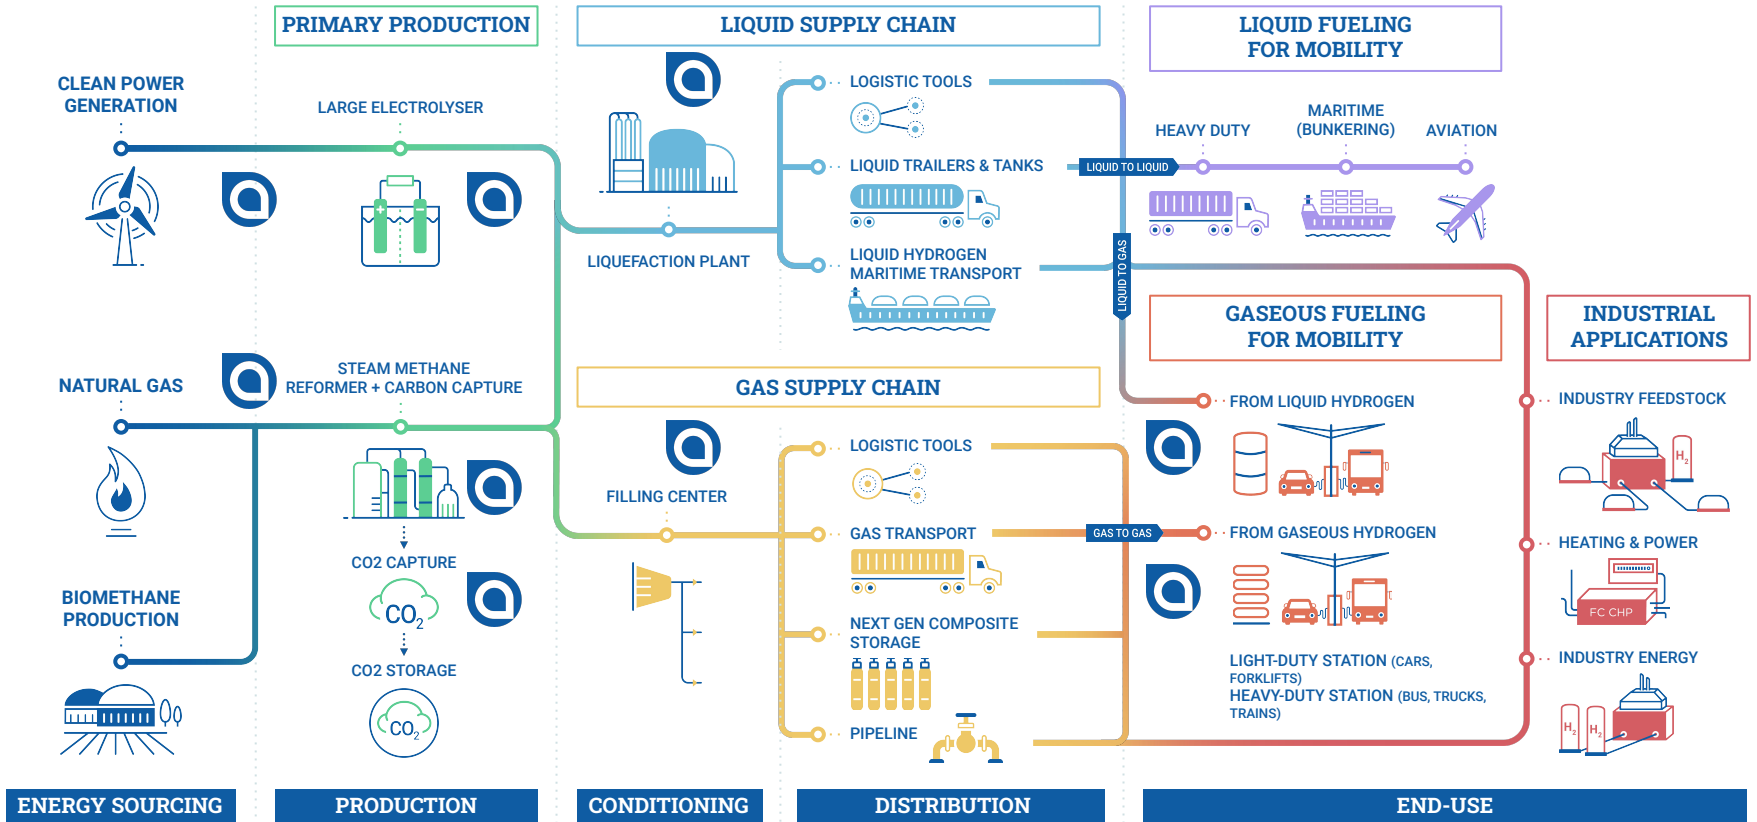 PRIMARY PRODUCTION
LIQUID SUPPLY CHAIN
LIQUID FUELING
FOR MOBILITY
CLEAN POWER
GENERATION
LARGE ELECTROLYSER
LIQUEFACTION PLANT
LOGISTIC TOOLS
LIQUID TRAILERS & TANKS
LIQUID HYDROGEN
MARITIME TRANSPORT
LIQUID TO LIQUID
LIQUID TO GAS
HEAVY DUTY
MARITIME
(BUNKERING)
AVIATION
NATURAL GAS
STEAM METHANE
REFORMER + CARBON CAPTURE
CO2 CAPTURE
CO2
CO2 STORAGE
CO2
BIOMETHANE
PRODUCTION
GAS SUPPLY CHAIN
FILLING CENTER
LOGISTIC TOOLS
GAS TRANSPORT
NEXT GEN COMPOSITE
STORAGE
PIPELINE
GAS TO GAS
GASEOUS FUELING
FOR MOBILITY
FROM LIQUID HYDROGEN
FROM GASEOUS HYDROGEN
LIGHT-DUTY STATION (CARS,
FORKLIFTS)
HEAVY-DUTY STATION (BUS, TRUCKS,
TRAINS)
INDUSTRIAL
APPLICATIONS
INDUSTRY FEEDSTOCK
H2
HEATING & POWER
FC CHP
INDUSTRY ENERGY
H2
H2
ENERGY SOURCING
PRODUCTION
CONDITIONING
DISTRIBUTION
END-USE